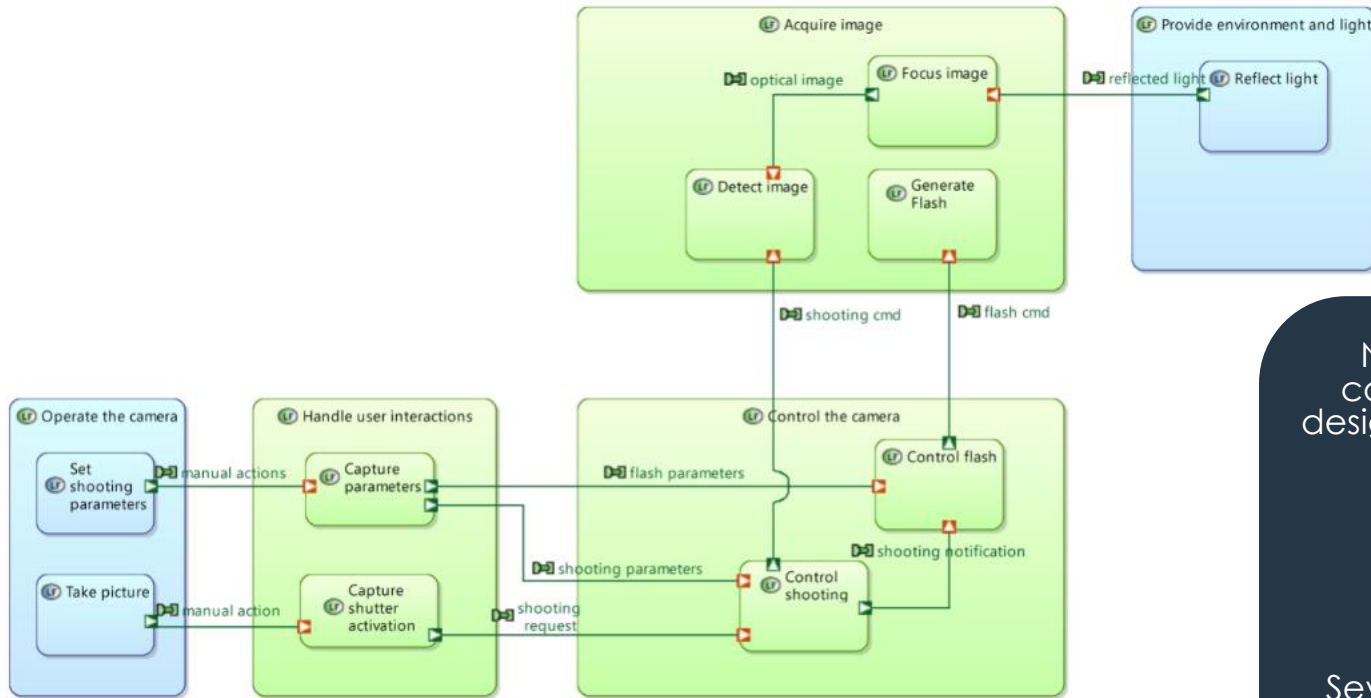 Acquire image
Provide environment and light
optical image
Focus image
reflected light
Reflect light
Detect image
Generate
Flash
shooting cmd
flash cmd
Operate the camera
Handle user interactions
Control the camera
Set
shooting
parameters
manual actions
Capture
parameters
flash parameters
Control flash
shooting notification
shooting parameters
Control
shooting
Take picture
manual action
Capture
shutter
activation
shooting
request